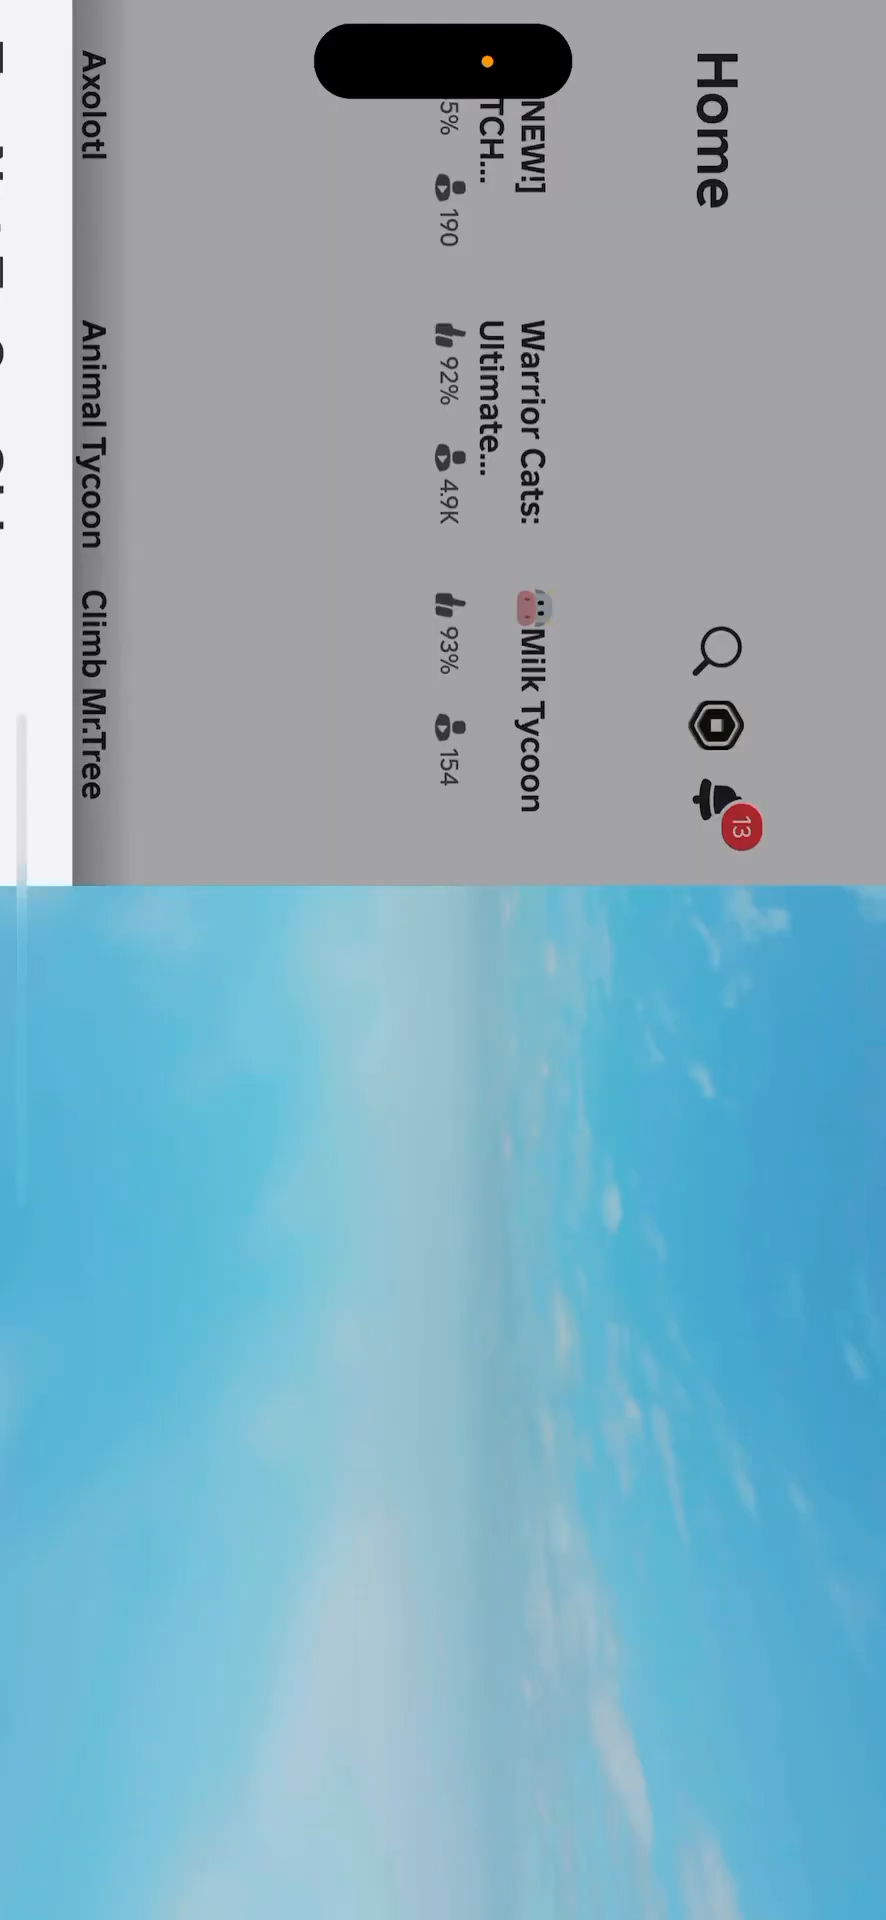 Home
13
NEW!]
TCH...
5% 190
Warrior Cats:
Ultimate...
92% 4.9K
🐮Milk Tycoon
93% 154
Axolotl
Animal Tycoon
Climb Mr.Tree